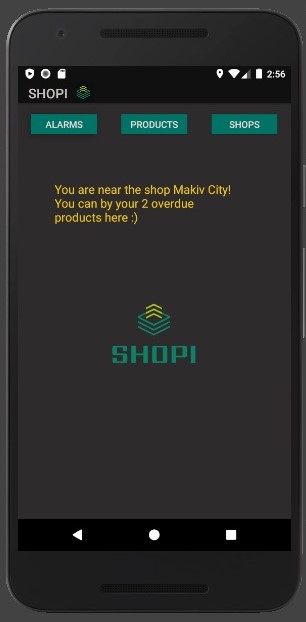 2:56
SHOPI
ALARMS PRODUCTS SHOPS
You are near the shop Makiv City!
You can by your 2 overdue
products here :)
SHOPI